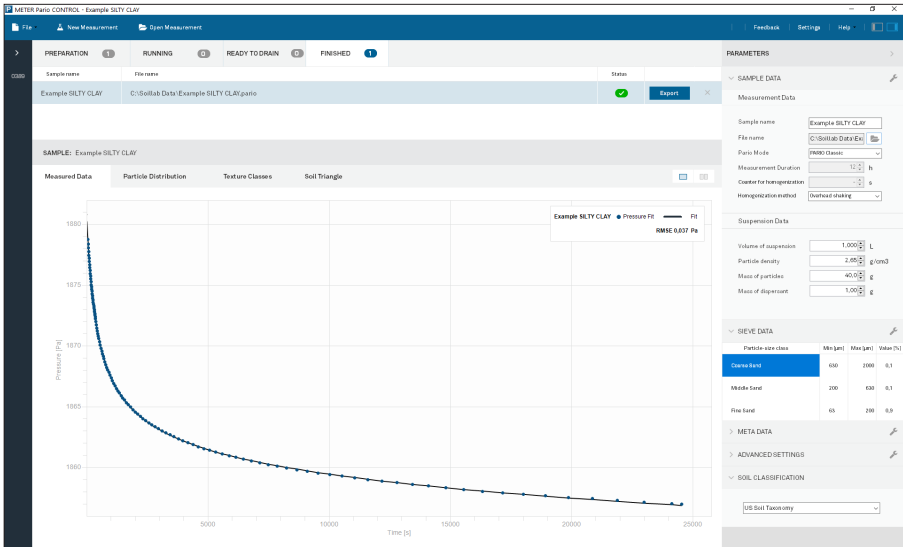 METER Pario CONTROL - Example SILTY CLAY
File
New Measurement
Open Measurement
Feedback
Settings
Help
0389
PREPARATION 1
RUNNING 0
READY TO DRAIN 0
FINISHED 1
Sample name
File name
Status
Example SILTY CLAY
C:\Soillab Data\Example SILTY CLAY.pario
Export
SAMPLE: Example SILTY CLAY
Measured Data
Particle Distribution
Texture Classes
Soil Triangle
Example SILTY CLAY Pressure Fit Fit
RMSE 0,037 Pa
1880
1875
1870
1865
1860
Pressure [Pa]
5000
10000
15000
20000
25000
Time [s]
PARAMETERS
SAMPLE DATA
Measurement Data
Sample name Example SILTY CLAY
File name C:\Soillab Data\Ex
Pario Mode PARIO Classic
Measurement Duration h
Counter for homogenization - s
Homogenization method Overhead shaking
Suspension Data
Volume of suspension 1,000 L
Particle density 2,65 g/cm3
Mass of particles 40,0 g
Mass of dispersant 1,00 g
SIEVE DATA
Particle-size class Min [µm] Max [µm] Value [%]
Coarse Sand 630 2000 0,1
Middle Sand 200 630 0,1
Fine Sand 63 200 0,9
META DATA
ADVANCED SETTINGS
SOIL CLASSIFICATION
US Soil Taxonomy